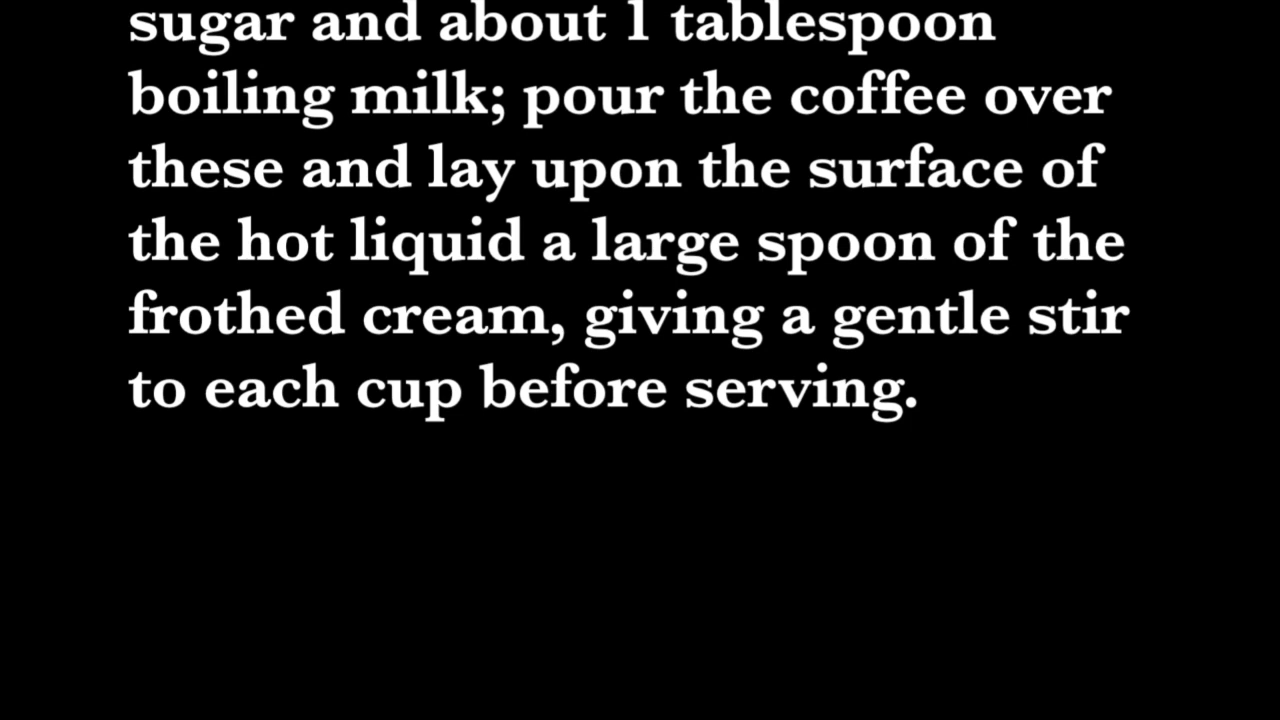 sugar and about 1 tablespoon
boiling milk; pour the coffee over
these and lay upon the surface of
the hot liquid a large spoon of the
frothed cream, giving a gentle stir
to each cup before serving.